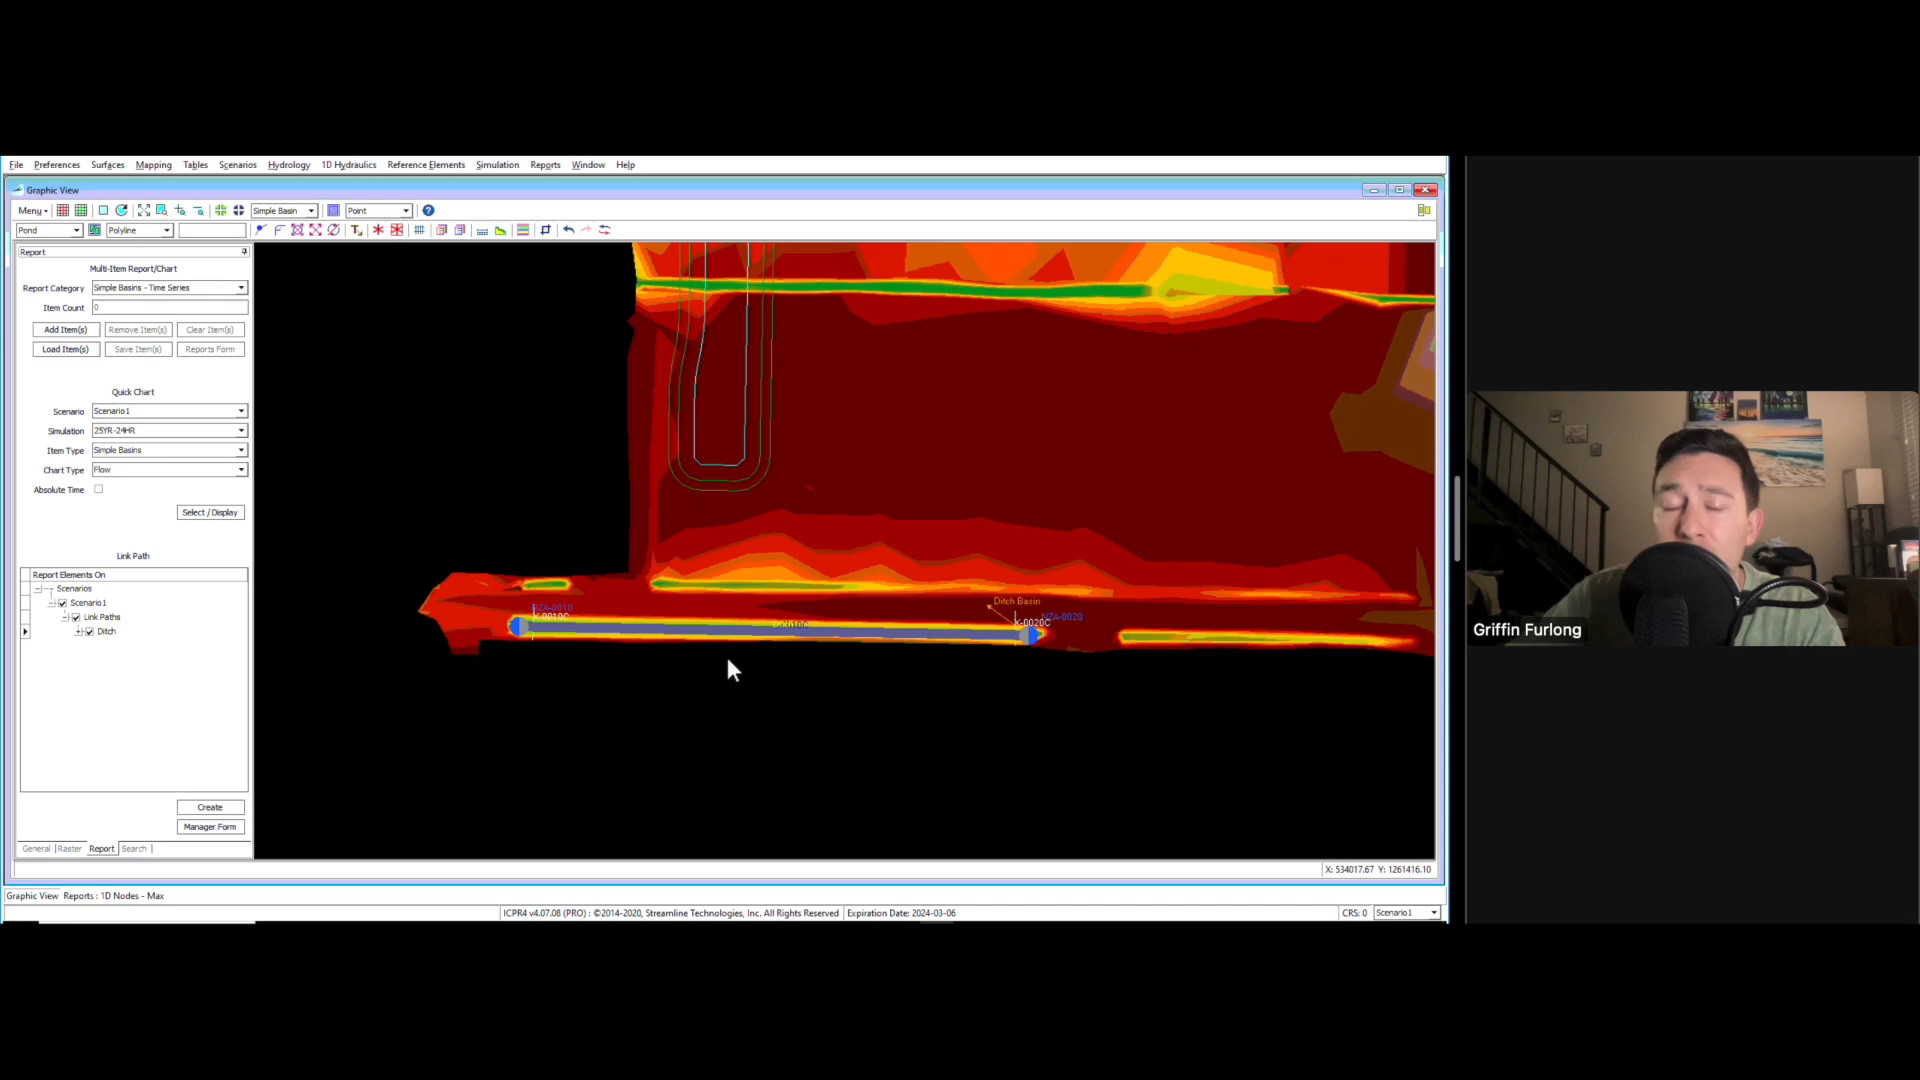 File Preferences Surfaces Mapping Tables Scenarios Hydrology 1D Hydraulics Reference Elements Simulation Reports Window Help
Graphic View
Menu Simple Basin Point
Pond Polyline
Report
Multi-Item Report/Chart
Report Category Simple Basins - Time Series
Item Count 0
Add Item(s) Remove Item(s) Clear Item(s)
Load Item(s) Save Item(s) Reports Form
Quick Chart
Scenario Scenario1
Simulation 25YR-24HR
Item Type Simple Basins
Chart Type Flow
Absolute Time
Select / Display
Link Path
Report Elements On
Scenarios
Scenario1
Link Paths
Ditch
Create
Manager Form
General Raster Report Search
Ditch Basin
NZA-0010
X-0010C
NZA-0020
X-0020C
Griffin Furlong
X: 534017.67 Y: 1261416.10
Graphic View Reports : 1D Nodes - Max
ICPR4 v4.07.08 (PRO) : ©2014-2020, Streamline Technologies, Inc. All Rights Reserved Expiration Date: 2024-03-06 CRS: 0 Scenario1